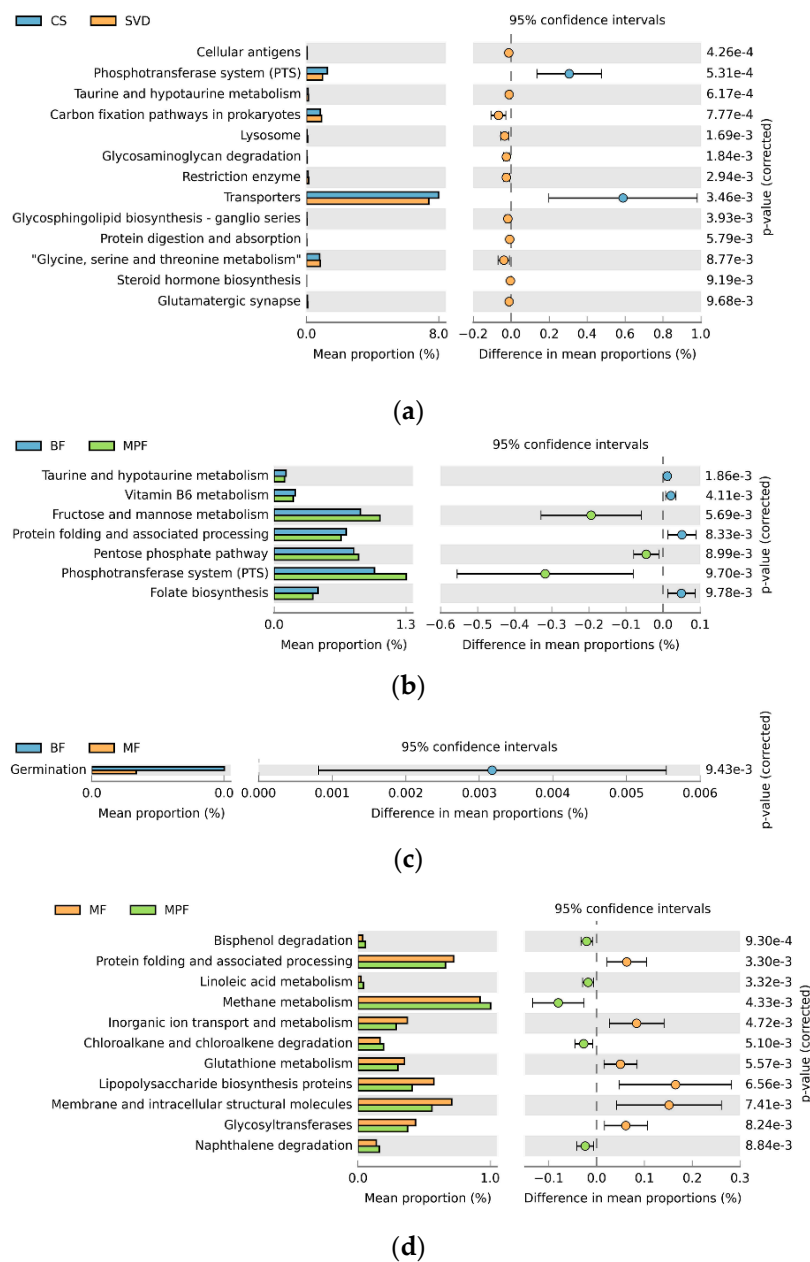 CS SVD
95% confidence intervals
Cellular antigens 4.26e-4
Phosphotransferase system (PTS) 5.31e-4
Taurine and hypotaurine metabolism 6.17e-4
Carbon fixation pathways in prokaryotes 7.77e-4
Lysosome 1.69e-3
Glycosaminoglycan degradation 1.84e-3
Restriction enzyme 2.94e-3
Transporters 3.46e-3
Glycosphingolipid biosynthesis - ganglio series 3.93e-3
Protein digestion and absorption 5.79e-3
"Glycine, serine and threonine metabolism" 8.77e-3
Steroid hormone biosynthesis 9.19e-3
Glutamatergic synapse 9.68e-3
p-value (corrected)
0.0 8.0 −0.2 0.0 0.2 0.4 0.6 0.8 1.0
Mean proportion (%) Difference in mean proportions (%)
(a)
BF MPF
95% confidence intervals
Taurine and hypotaurine metabolism 1.86e-3
Vitamin B6 metabolism 4.11e-3
Fructose and mannose metabolism 5.69e-3
Protein folding and associated processing 8.33e-3
Pentose phosphate pathway 8.99e-3
Phosphotransferase system (PTS) 9.70e-3
Folate biosynthesis 9.78e-3
p-value (corrected)
0.0 1.3 −0.6 −0.5 −0.4 −0.3 −0.2 −0.1 0.0 0.1
Mean proportion (%) Difference in mean proportions (%)
(b)
BF MF
95% confidence intervals
Germination 9.43e-3
p-value (corrected)
0.0 0.0 0.000 0.001 0.002 0.003 0.004 0.005 0.006
Mean proportion (%) Difference in mean proportions (%)
(c)
MF MPF
95% confidence intervals
Bisphenol degradation 9.30e-4
Protein folding and associated processing 3.30e-3
Linoleic acid metabolism 3.32e-3
Methane metabolism 4.33e-3
Inorganic ion transport and metabolism 4.72e-3
Chloroalkane and chloroalkene degradation 5.10e-3
Glutathione metabolism 5.57e-3
Lipopolysaccharide biosynthesis proteins 6.56e-3
Membrane and intracellular structural molecules 7.41e-3
Glycosyltransferases 8.24e-3
Naphthalene degradation 8.84e-3
p-value (corrected)
0.0 1.0 −0.1 0.0 0.1 0.2 0.3
Mean proportion (%) Difference in mean proportions (%)
(d)